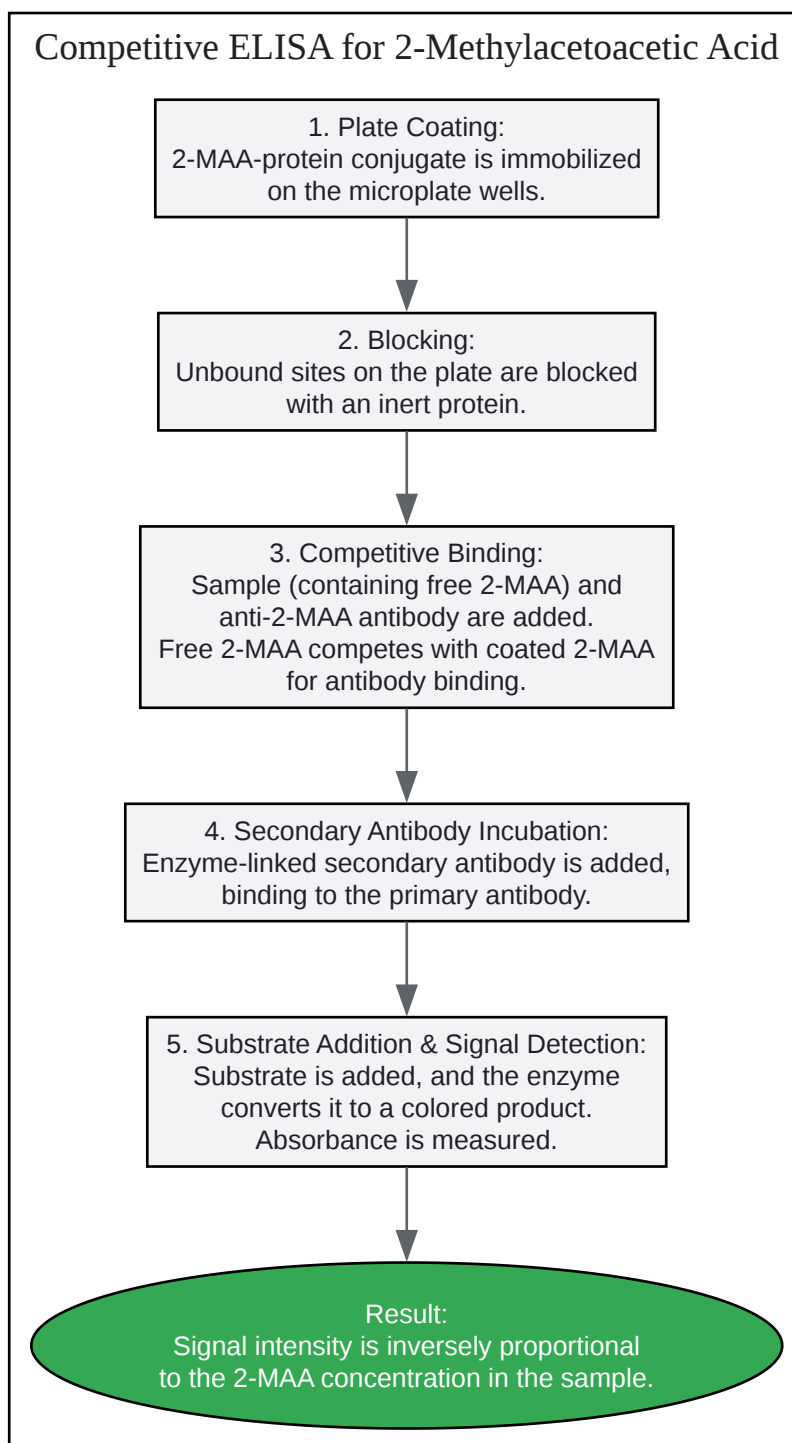 Competitive ELISA for 2-Methylacetoacetic Acid
1. Plate Coating:
2-MAA-protein conjugate is immobilized
on the microplate wells.
2. Blocking:
Unbound sites on the plate are blocked
with an inert protein.
3. Competitive Binding:
Sample (containing free 2-MAA) and
anti-2-MAA antibody are added.
Free 2-MAA competes with coated 2-MAA
for antibody binding.
4. Secondary Antibody Incubation:
Enzyme-linked secondary antibody is added,
binding to the primary antibody.
5. Substrate Addition & Signal Detection:
Substrate is added, and the enzyme
converts it to a colored product.
Absorbance is measured.
Result:
Signal intensity is inversely proportional
to the 2-MAA concentration in the sample.